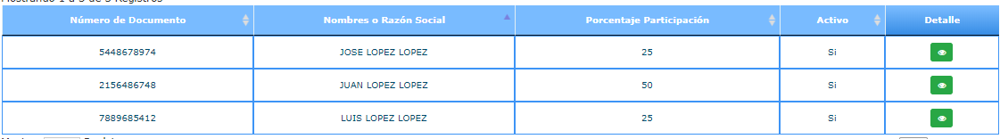 Mostrando 1 a 3 de 3 Registros
Número de Documento Nombres o Razón Social Porcentaje Participación Activo Detalle
5448678974 JOSE LOPEZ LOPEZ 25 Si
2156486748 JUAN LOPEZ LOPEZ 50 Si
7889685412 LUIS LOPEZ LOPEZ 25 Si